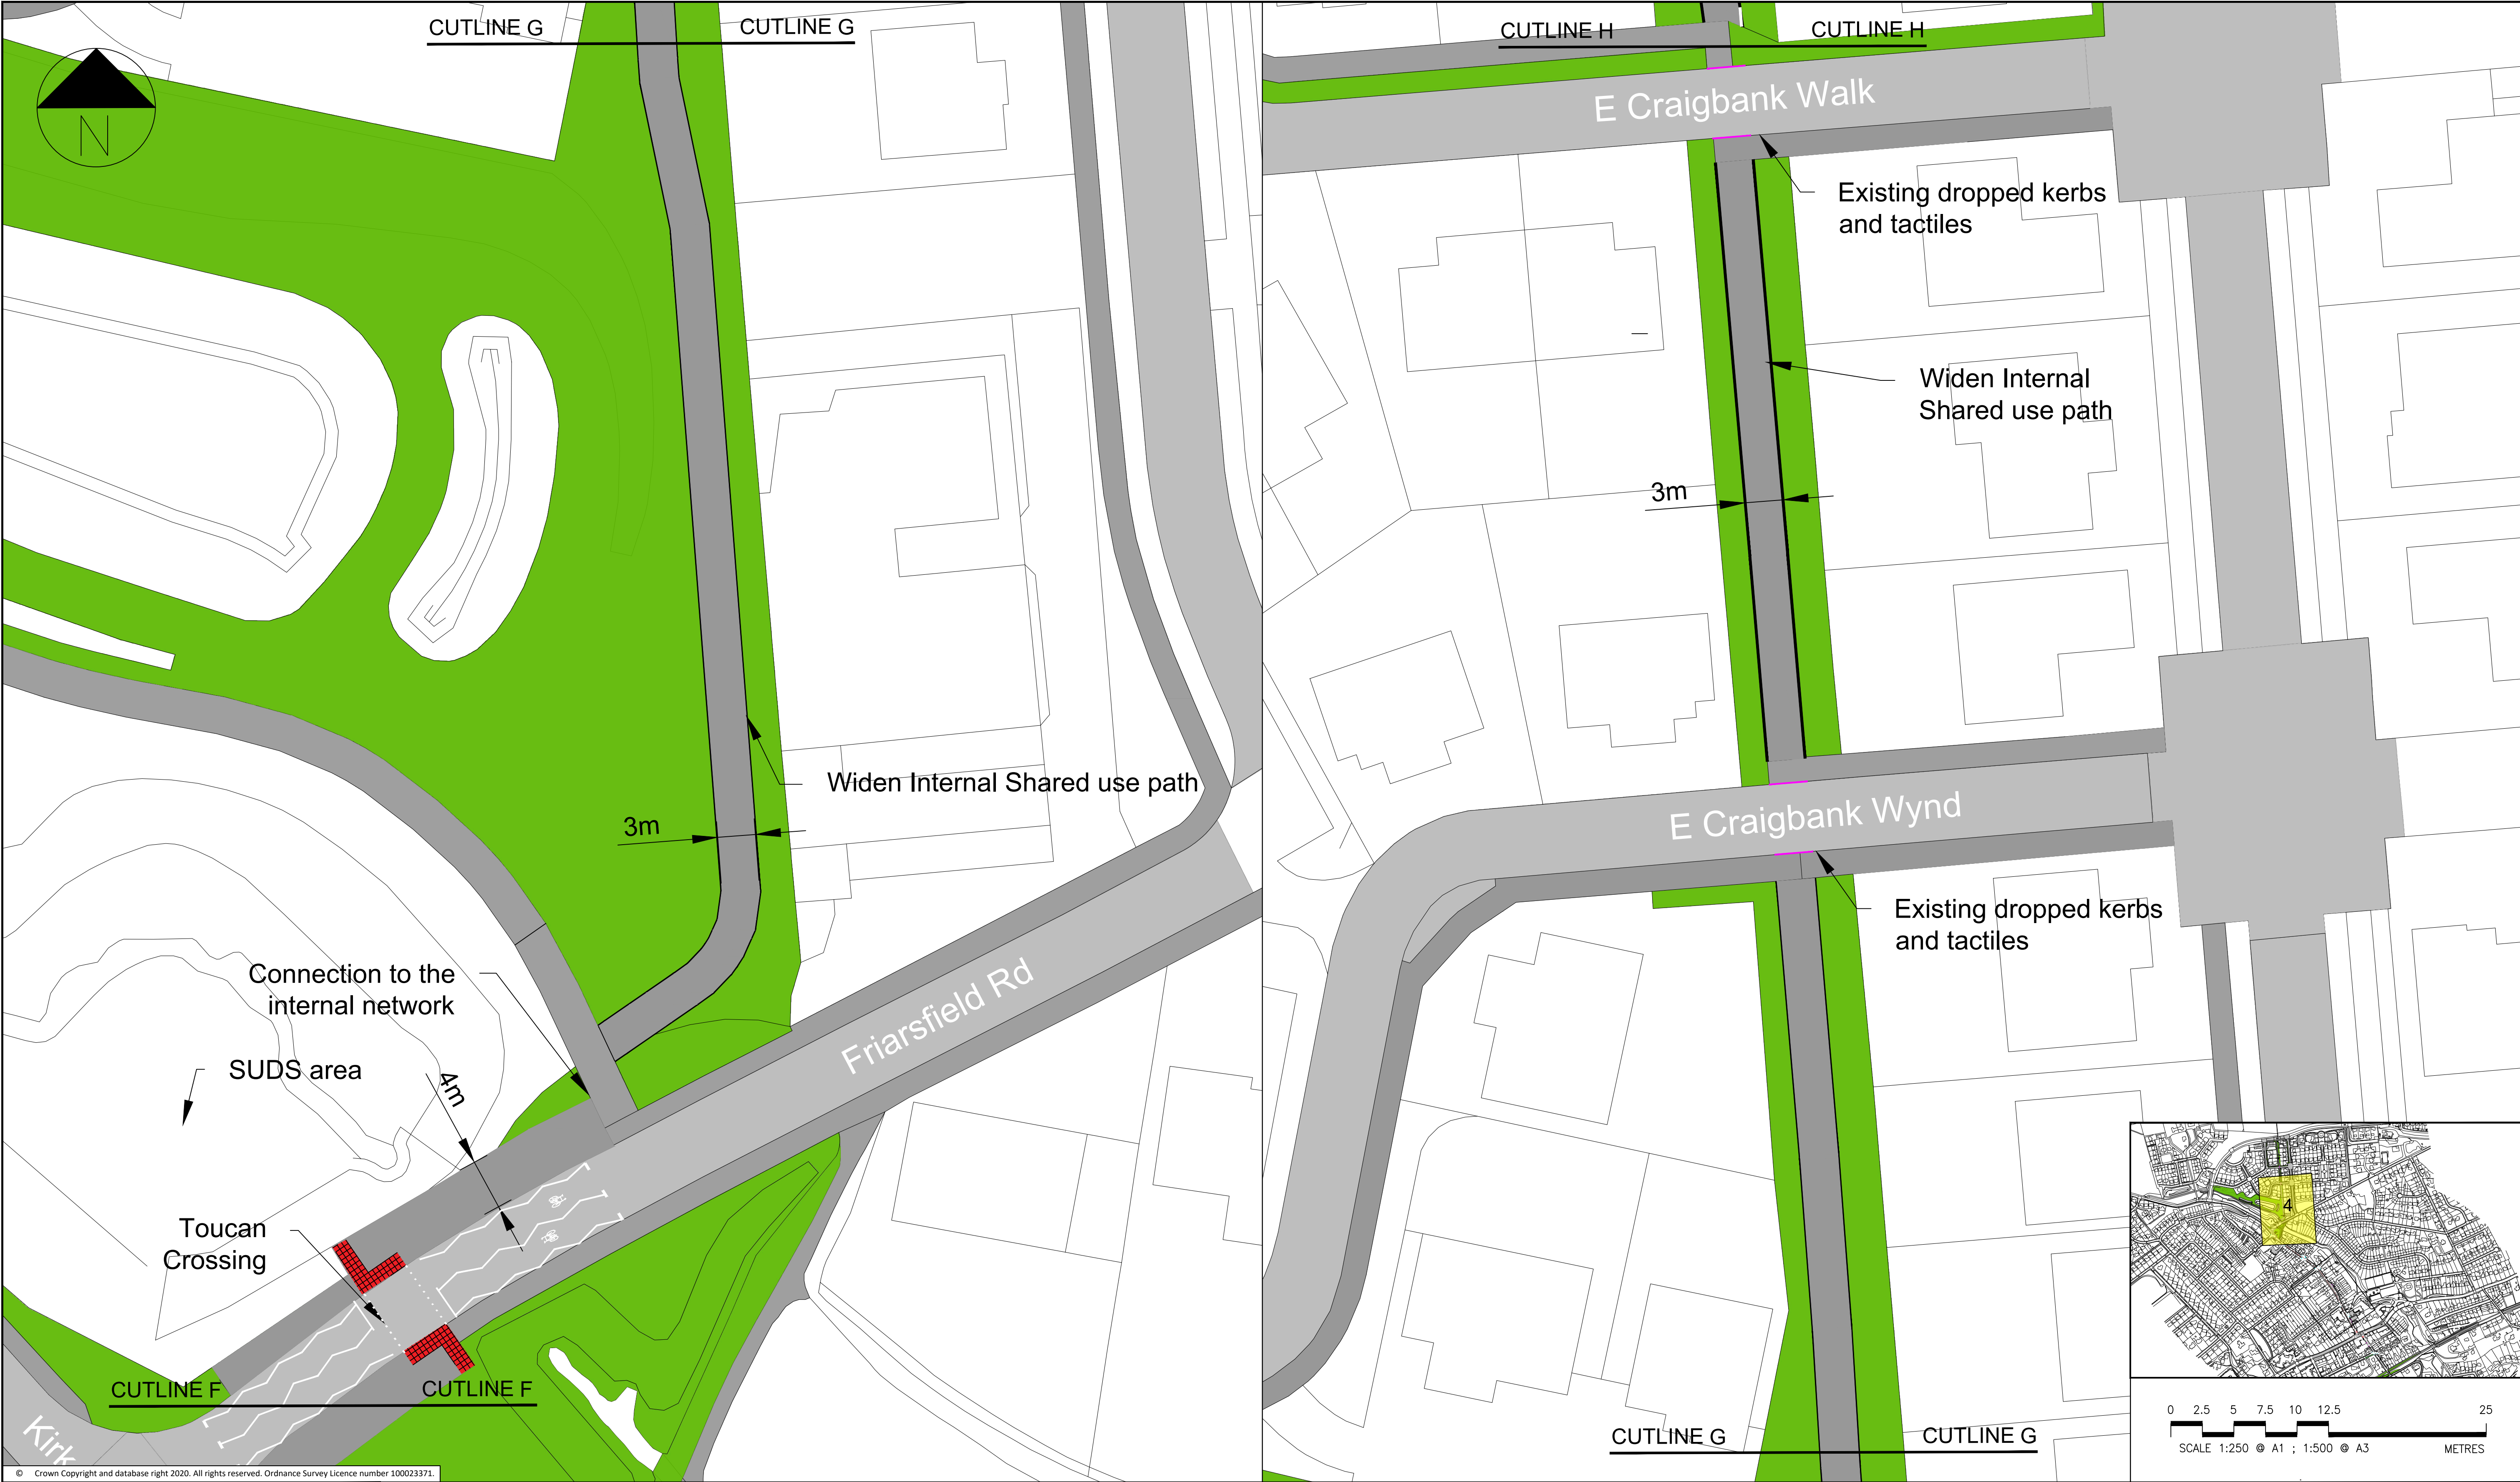 CUTLINE G
CUTLINE G
N
3m
Widen Internal Shared use path
Connection to the
internal network
SUDS area
4m
Friarsfield Rd
Toucan
Crossing
CUTLINE F
CUTLINE F
Kirk
© Crown Copyright and database right 2020. All rights reserved. Ordnance Survey Licence number 100023371.
CUTLINE H
CUTLINE H
E Craigbank Walk
Existing dropped kerbs
and tactiles
Widen Internal
Shared use path
3m
E Craigbank Wynd
Existing dropped kerbs
and tactiles
4
CUTLINE G
CUTLINE G
0 2.5 5 7.5 10 12.5 25
SCALE 1:250 @ A1 ; 1:500 @ A3 METRES